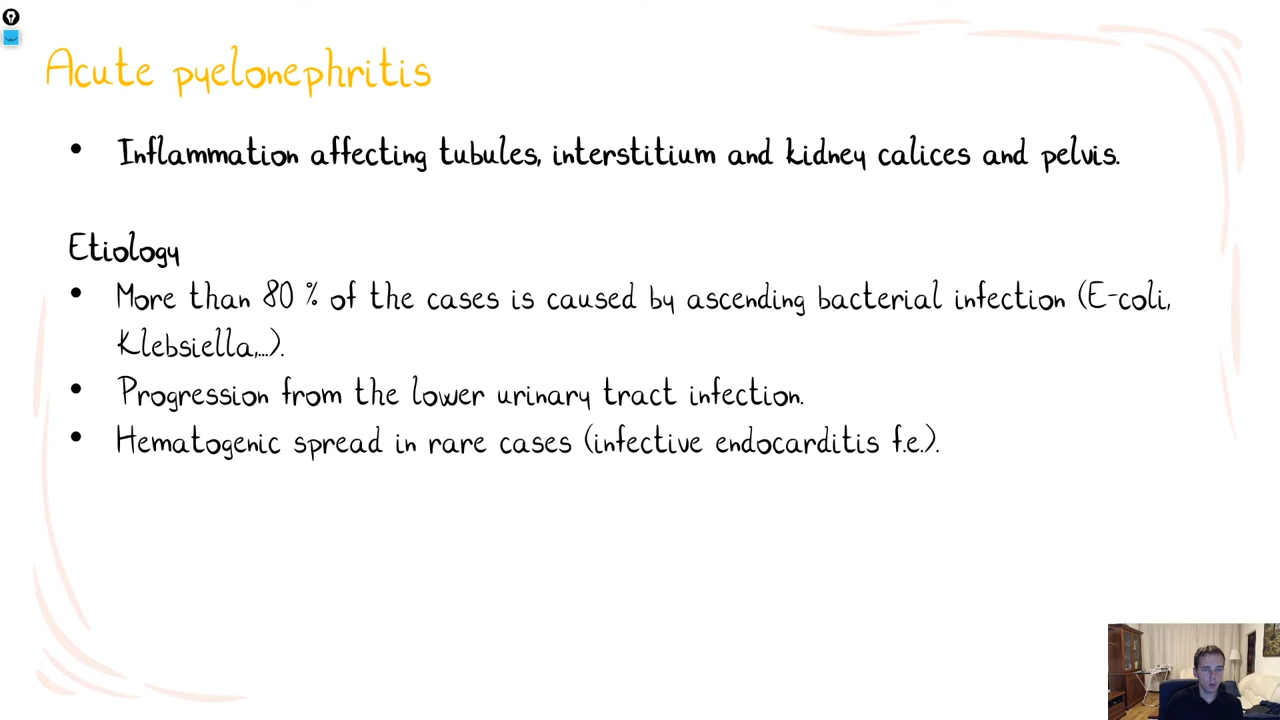 Acute pyelonephritis
• Inflammation affecting tubules, interstitium and kidney calices and pelvis.
Etiology
• More than 80 % of the cases is caused by ascending bacterial infection (E-coli,
Klebsiella,...).
• Progression from the lower urinary tract infection.
• Hematogenic spread in rare cases (infective endocarditis f.e.).